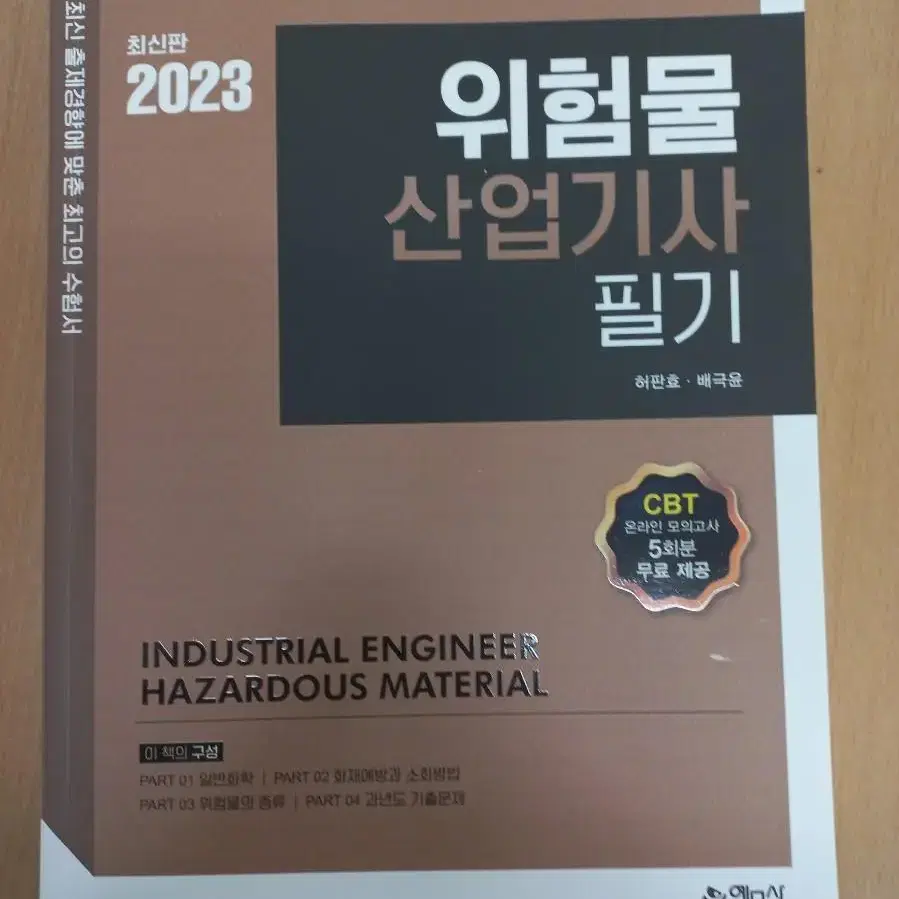 최신 출제경향에 맞춘 최고의 수험서
최신판
2023
위험물
산업기사
필기
허판효 · 배극윤
CBT
온라인 모의고사
5회분
무료 제공
INDUSTRIAL ENGINEER
HAZARDOUS MATERIAL
이 책의 구성
PART 01 일반화학 | PART 02 화재예방과 소화방법
PART 03 위험물의 종류 | PART 04 과년도 기출문제